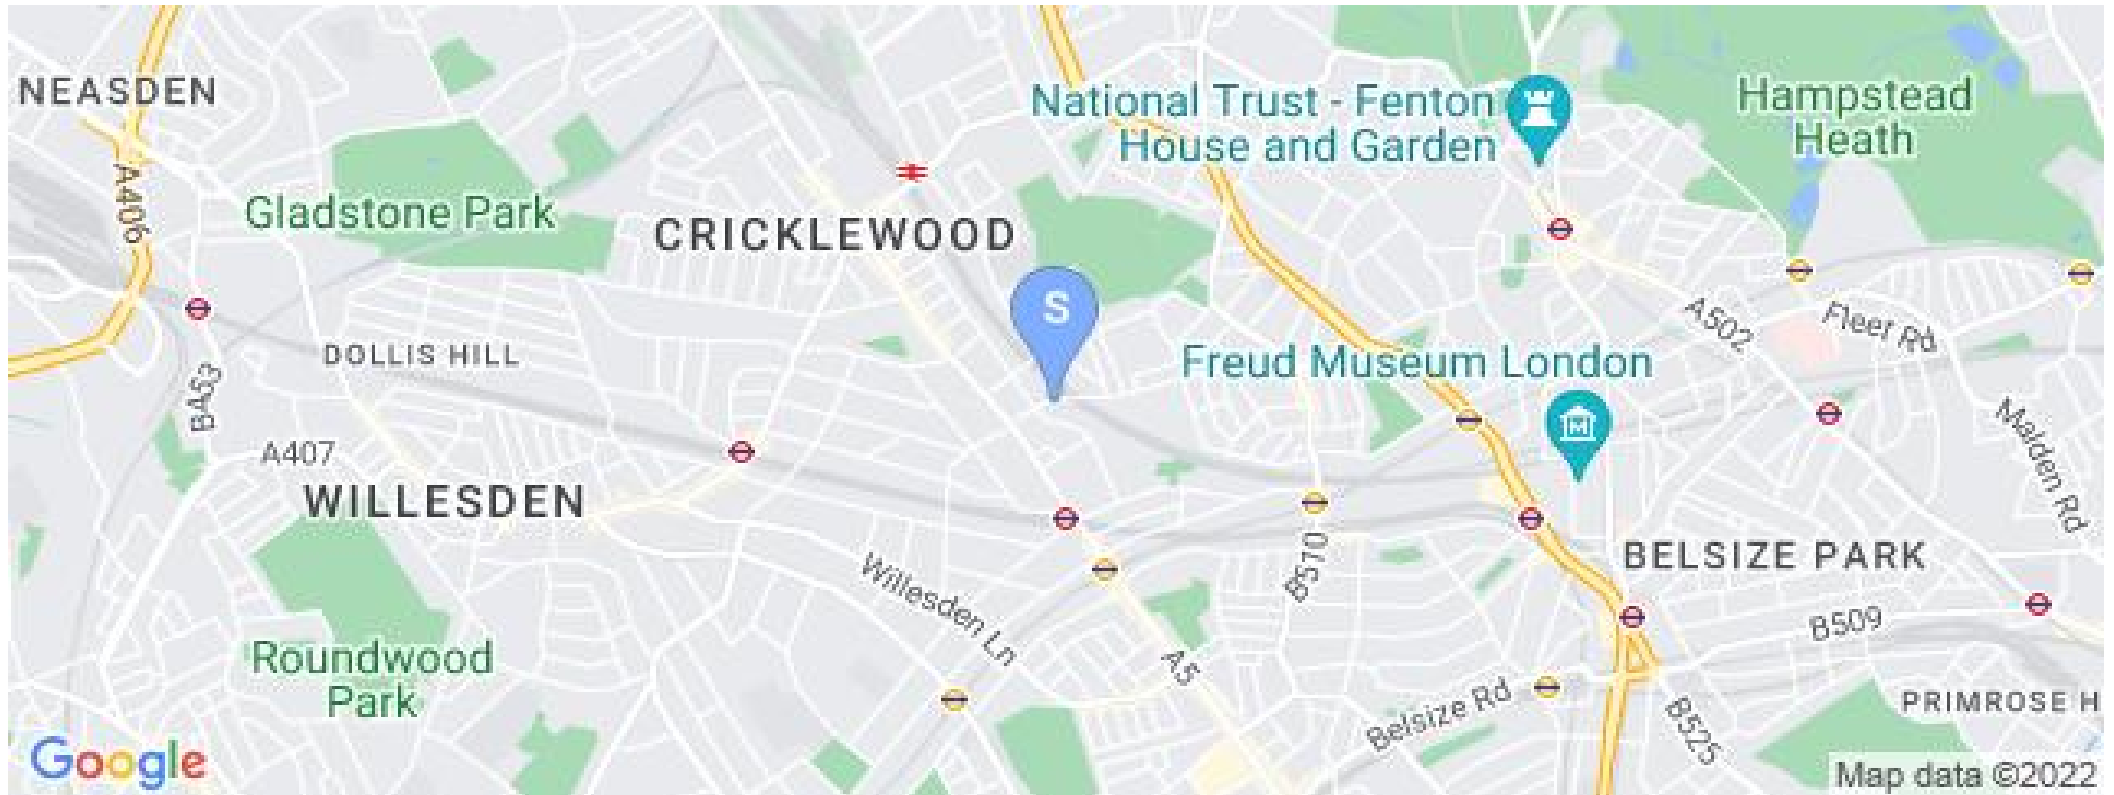 NEASDEN
National Trust - Fenton
House and Garden
Hampstead
Heath
A406
Gladstone Park
CRICKLEWOOD
S
A502
Fleet Rd
DOLLIS HILL
Freud Museum London
B453
A407
Malden Rd
WILLESDEN
Willesden Ln
B510
BELSIZE PARK
B509
Roundwood
Park
A5
Belsize Rd
B525
PRIMROSE H
Google
Map data ©2022